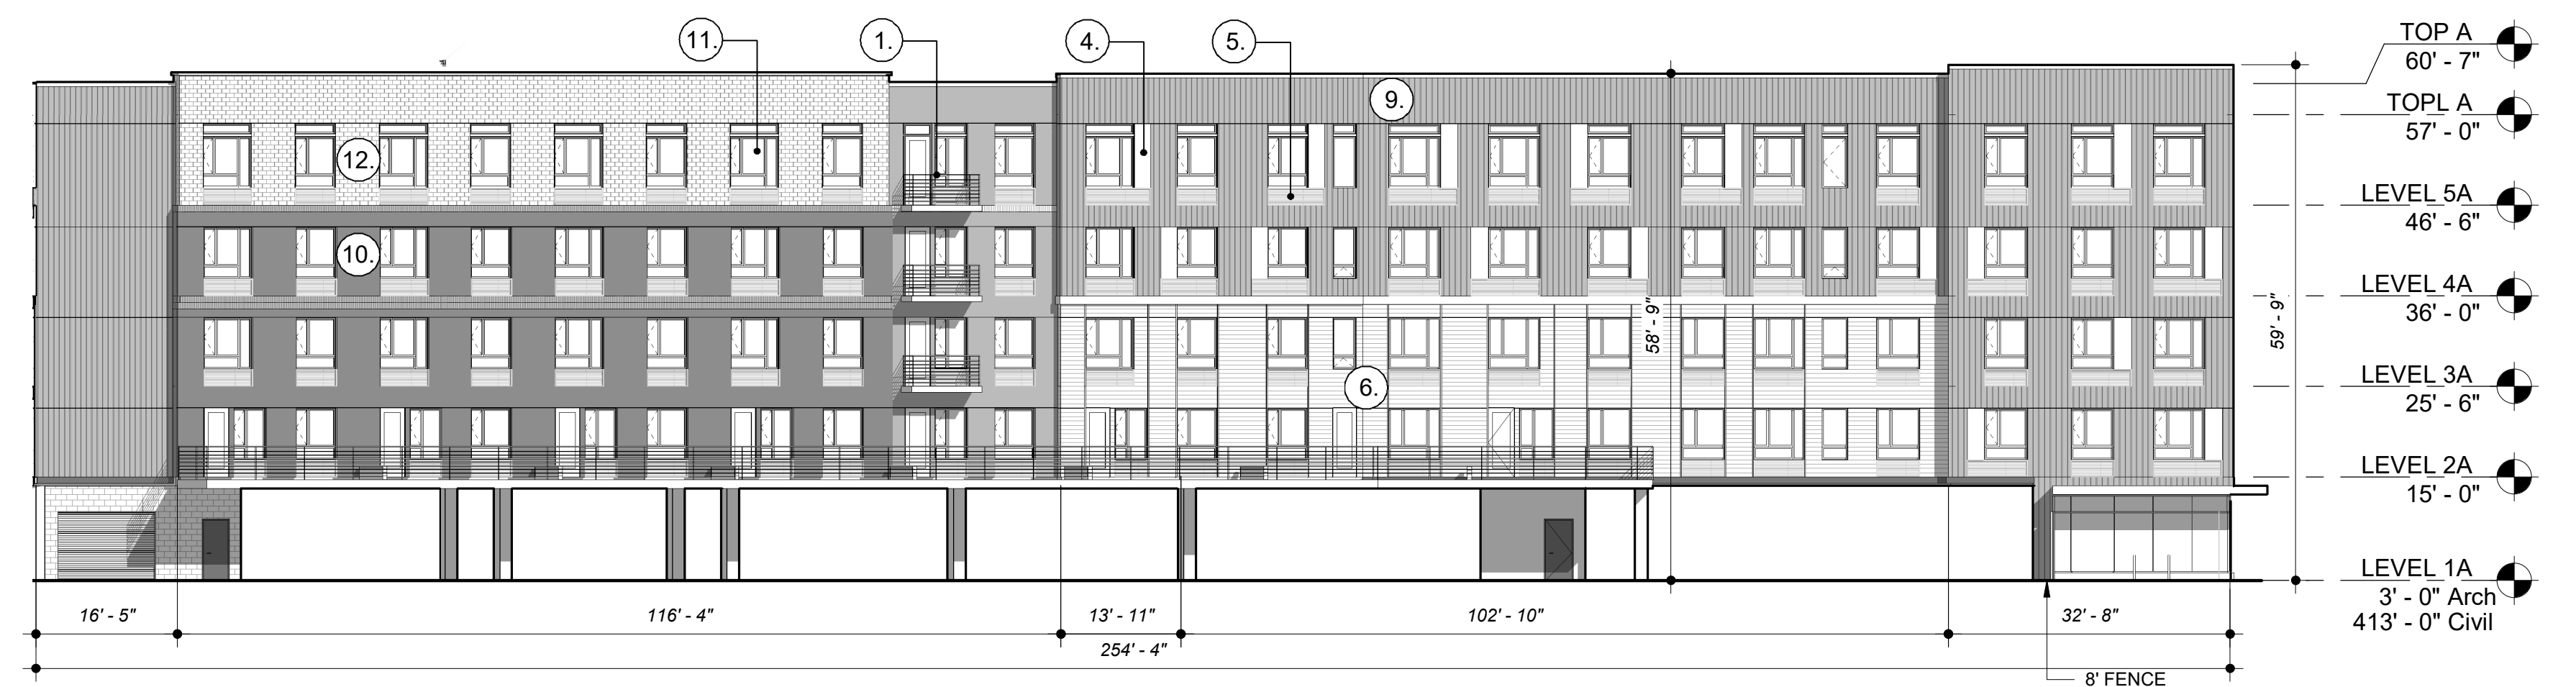 11.
1.
4.
5.
9.
12.
10.
6.
TOP A
60' - 7"
TOPL A
57' - 0"
LEVEL 5A
46' - 6"
LEVEL 4A
36' - 0"
LEVEL 3A
25' - 6"
LEVEL 2A
15' - 0"
LEVEL 1A
3' - 0" Arch
413' - 0" Civil
58' - 9"
59' - 9"
16' - 5"
116' - 4"
13' - 11"
102' - 10"
32' - 8"
254' - 4"
8' FENCE